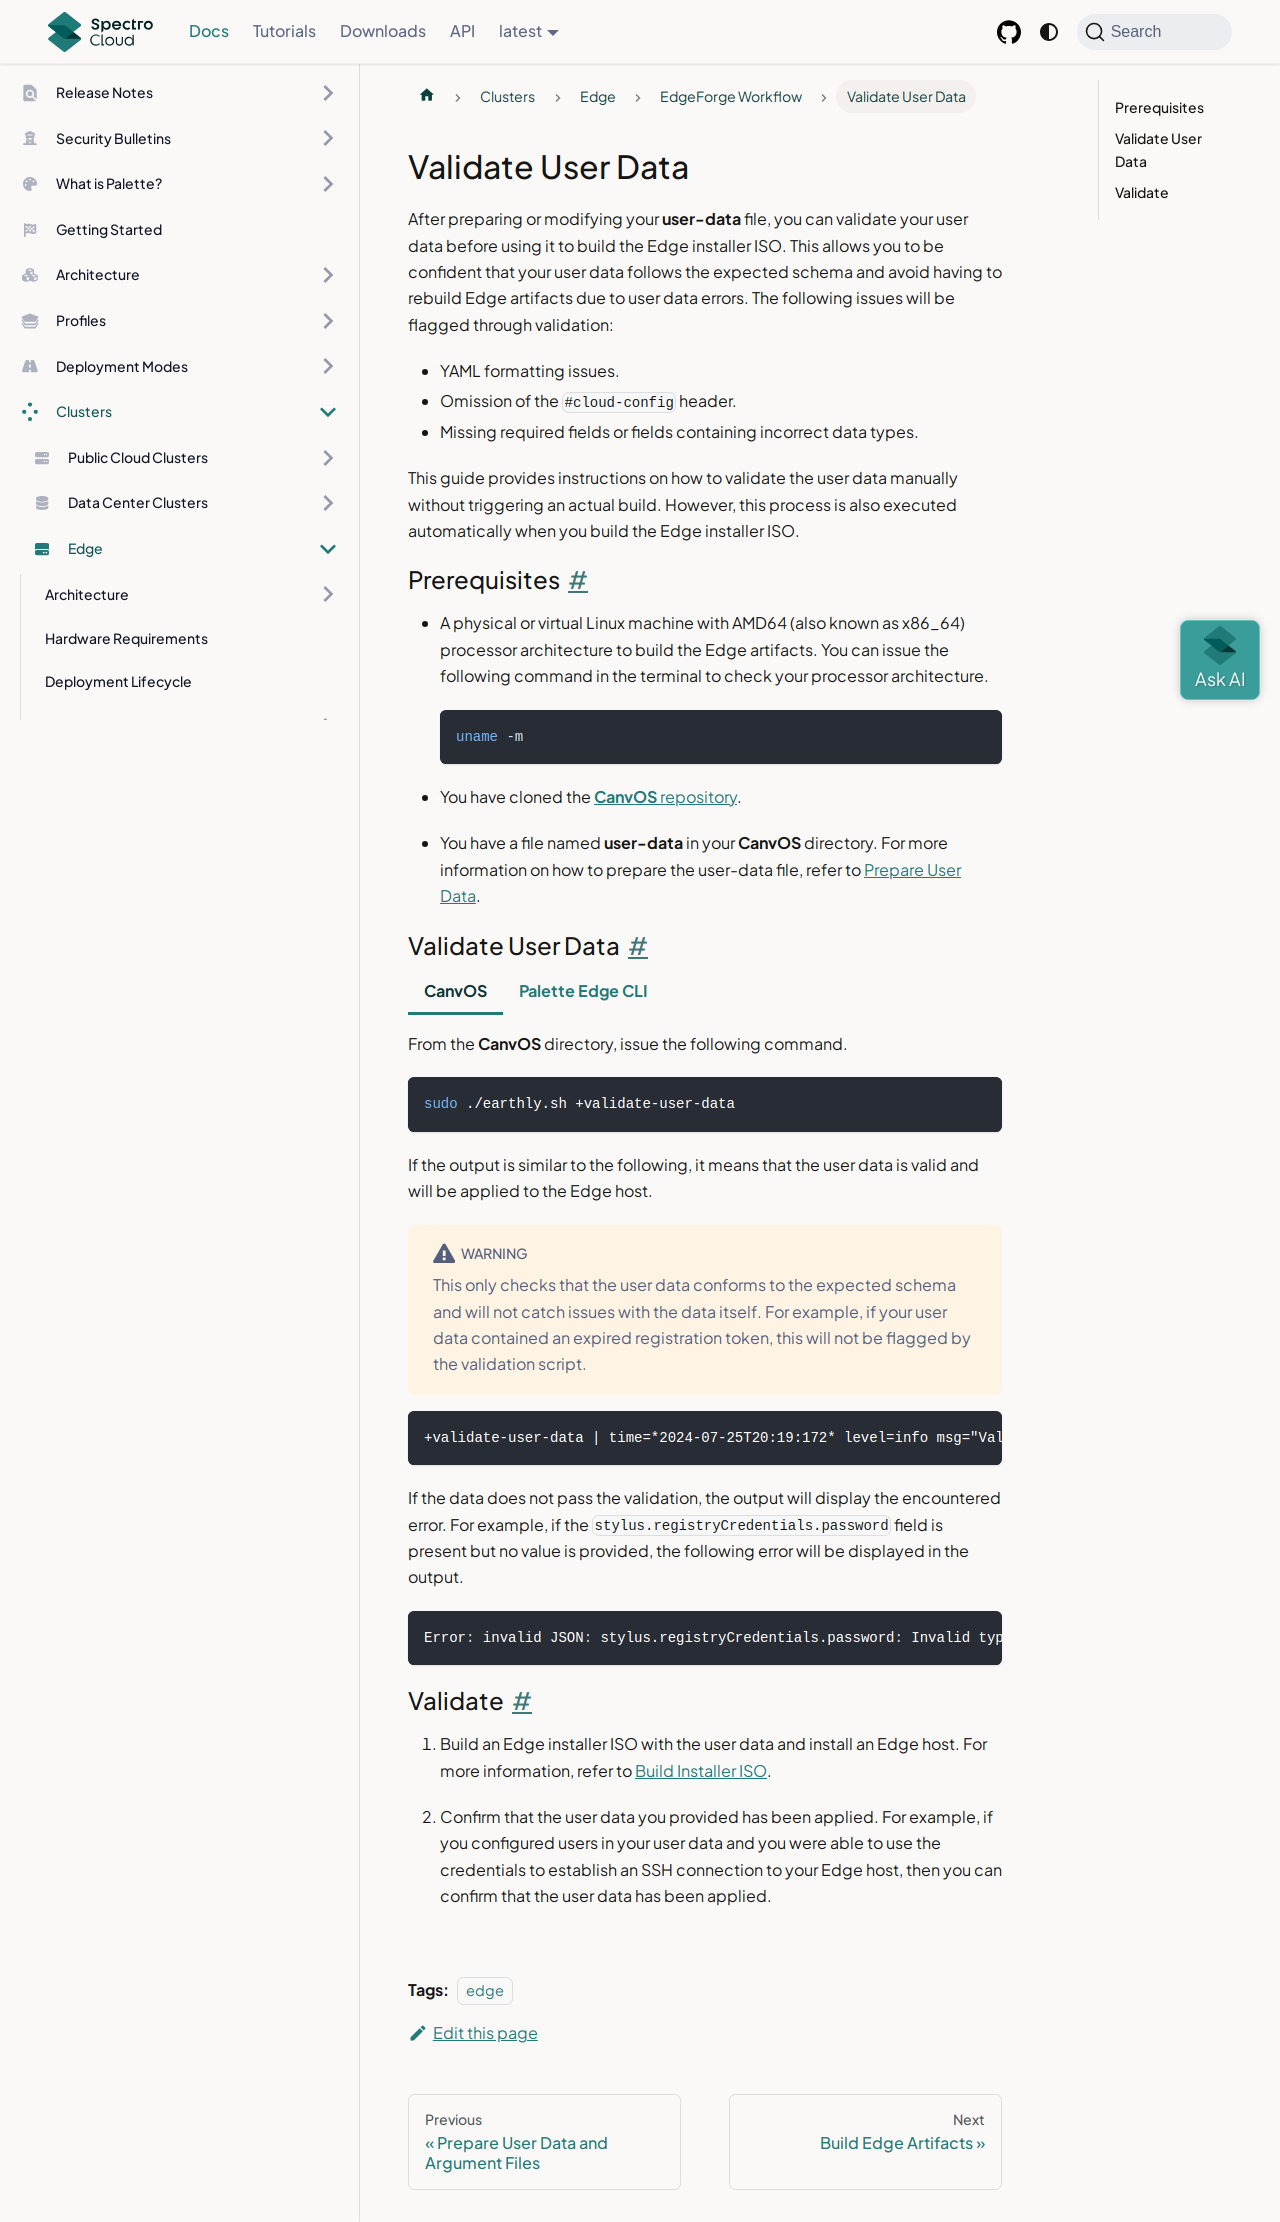 Spectro
Cloud
Docs
Tutorials
Downloads
API
latest
Search
Release Notes
Security Bulletins
What is Palette?
Getting Started
Architecture
Profiles
Deployment Modes
Clusters
Public Cloud Clusters
Data Center Clusters
Edge
Architecture
Hardware Requirements
Deployment Lifecycle
Clusters
Edge
EdgeForge Workflow
Validate User Data
Validate User Data
After preparing or modifying your user-data file, you can validate your user
data before using it to build the Edge installer ISO. This allows you to be
confident that your user data follows the expected schema and avoid having to
rebuild Edge artifacts due to user data errors. The following issues will be
flagged through validation:
YAML formatting issues.
Omission of the #cloud-config header.
Missing required fields or fields containing incorrect data types.
This guide provides instructions on how to validate the user data manually
without triggering an actual build. However, this process is also executed
automatically when you build the Edge installer ISO.
Prerequisites #
A physical or virtual Linux machine with AMD64 (also known as x86_64)
processor architecture to build the Edge artifacts. You can issue the
following command in the terminal to check your processor architecture.
uname -m
You have cloned the CanvOS repository.
You have a file named user-data in your CanvOS directory. For more
information on how to prepare the user-data file, refer to Prepare User
Data.
Validate User Data #
CanvOS
Palette Edge CLI
From the CanvOS directory, issue the following command.
sudo ./earthly.sh +validate-user-data
If the output is similar to the following, it means that the user data is valid and
will be applied to the Edge host.
WARNING
This only checks that the user data conforms to the expected schema
and will not catch issues with the data itself. For example, if your user
data contained an expired registration token, this will not be flagged by
the validation script.
+validate-user-data | time=*2024-07-25T20:19:172* level=info msg="Val
If the data does not pass the validation, the output will display the encountered
error. For example, if the stylus.registryCredentials.password field is
present but no value is provided, the following error will be displayed in the
output.
Error: invalid JSON: stylus.registryCredentials.password: Invalid typ
Validate #
1. Build an Edge installer ISO with the user data and install an Edge host. For
more information, refer to Build Installer ISO.
2. Confirm that the user data you provided has been applied. For example, if
you configured users in your user data and you were able to use the
credentials to establish an SSH connection to your Edge host, then you can
confirm that the user data has been applied.
Tags: edge
Edit this page
Previous
« Prepare User Data and
Argument Files
Next
Build Edge Artifacts »
Prerequisites
Validate User
Data
Validate
Ask AI